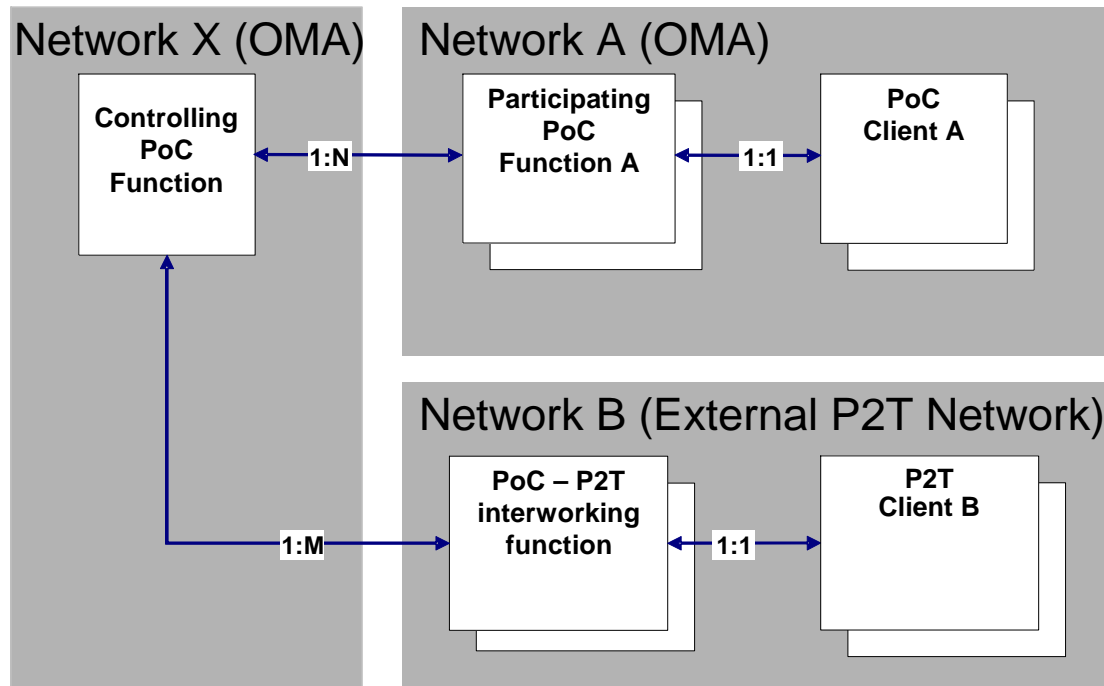 Network X (OMA)
Controlling
PoC
Function
1:N
1:M
Network A (OMA)
Participating
PoC
Function A
1:1
PoC
Client A
Network B (External P2T Network)
PoC – P2T
interworking
function
1:1
P2T
Client B